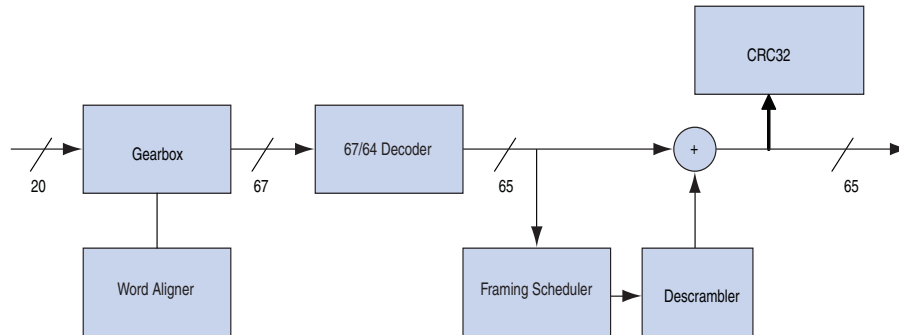 CRC32
Gearbox
67/64 Decoder
+
20
67
65
65
Word Aligner
Framing Scheduler
Descrambler